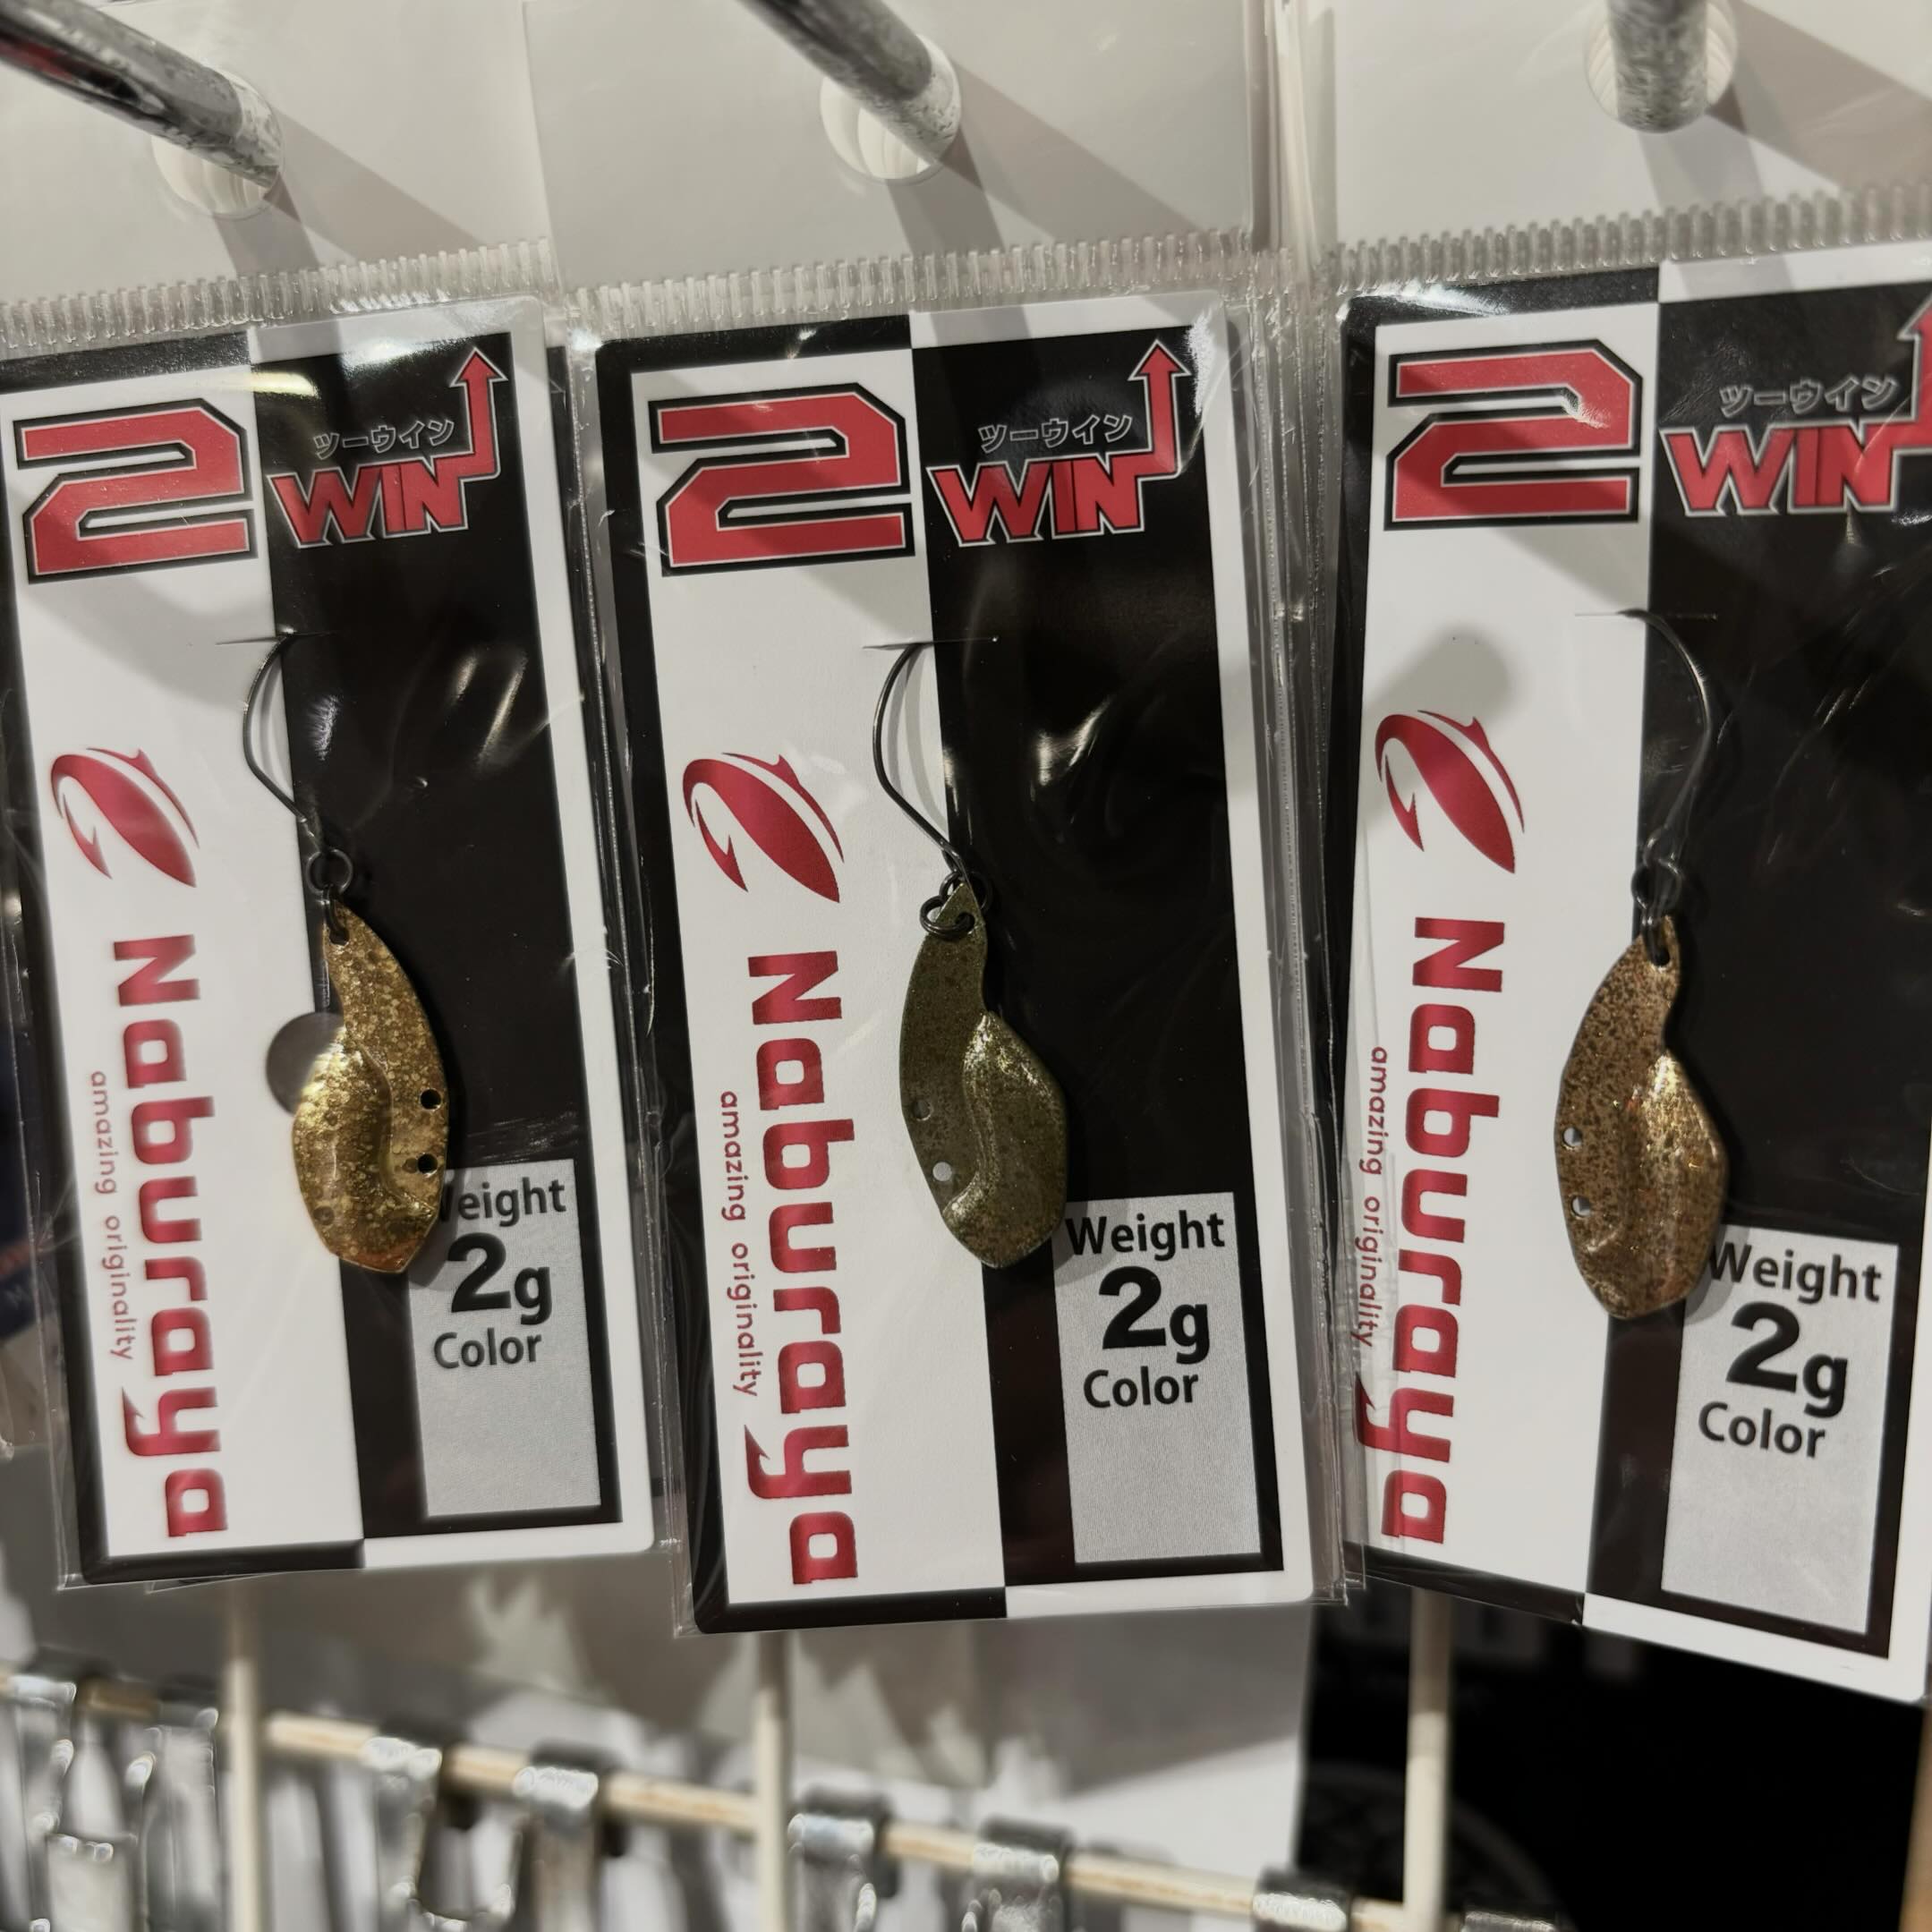 2
ツーウイン
WIN
Naburaya
amazing originality
Weight
2g
Color
2
ツーウイン
WIN
Naburaya
amazing originality
Weight
2g
Color
2
ツーウイン
WIN
Naburaya
amazing originality
Weight
2g
Color